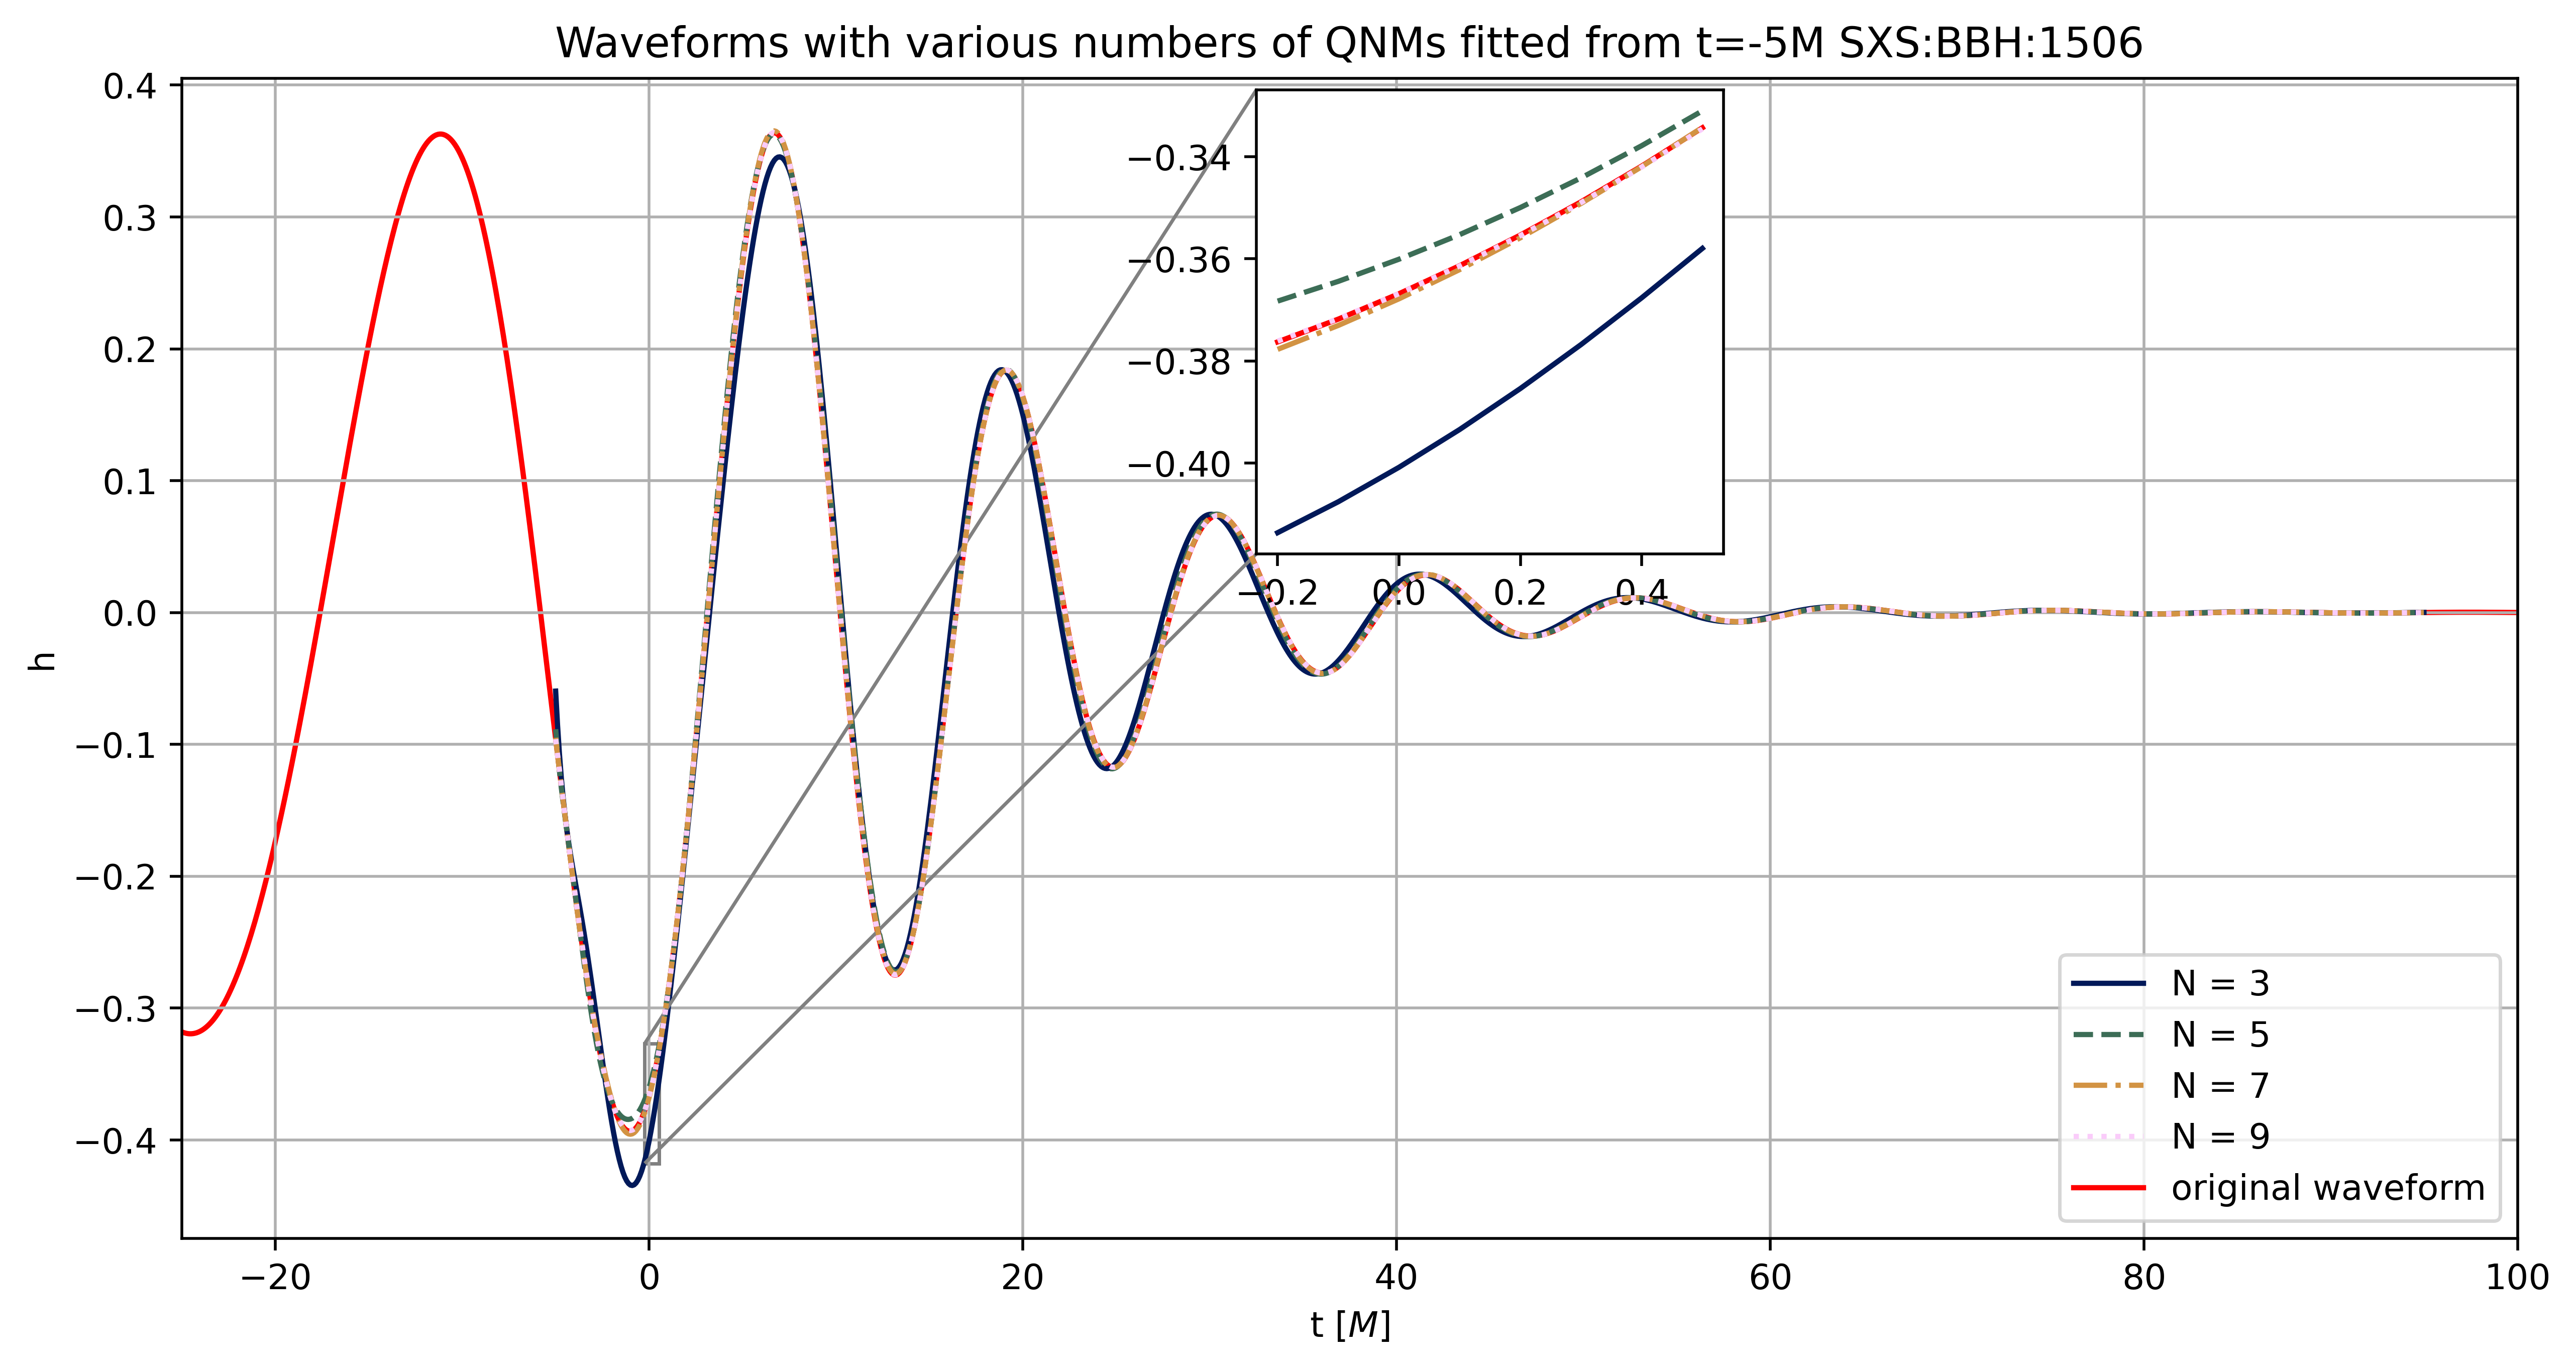 Waveforms with various numbers of QNMs fitted from t=-5M SXS:BBH:1506
0.4
0.3
0.2
0.1
0.0
−0.1
−0.2
−0.3
−0.4
h
−0.34
−0.36
−0.38
−0.40
−0.2 0.0 0.2 0.4
N = 3
N = 5
N = 7
N = 9
original waveform
−20 0 20 40 60 80 100
t [M]